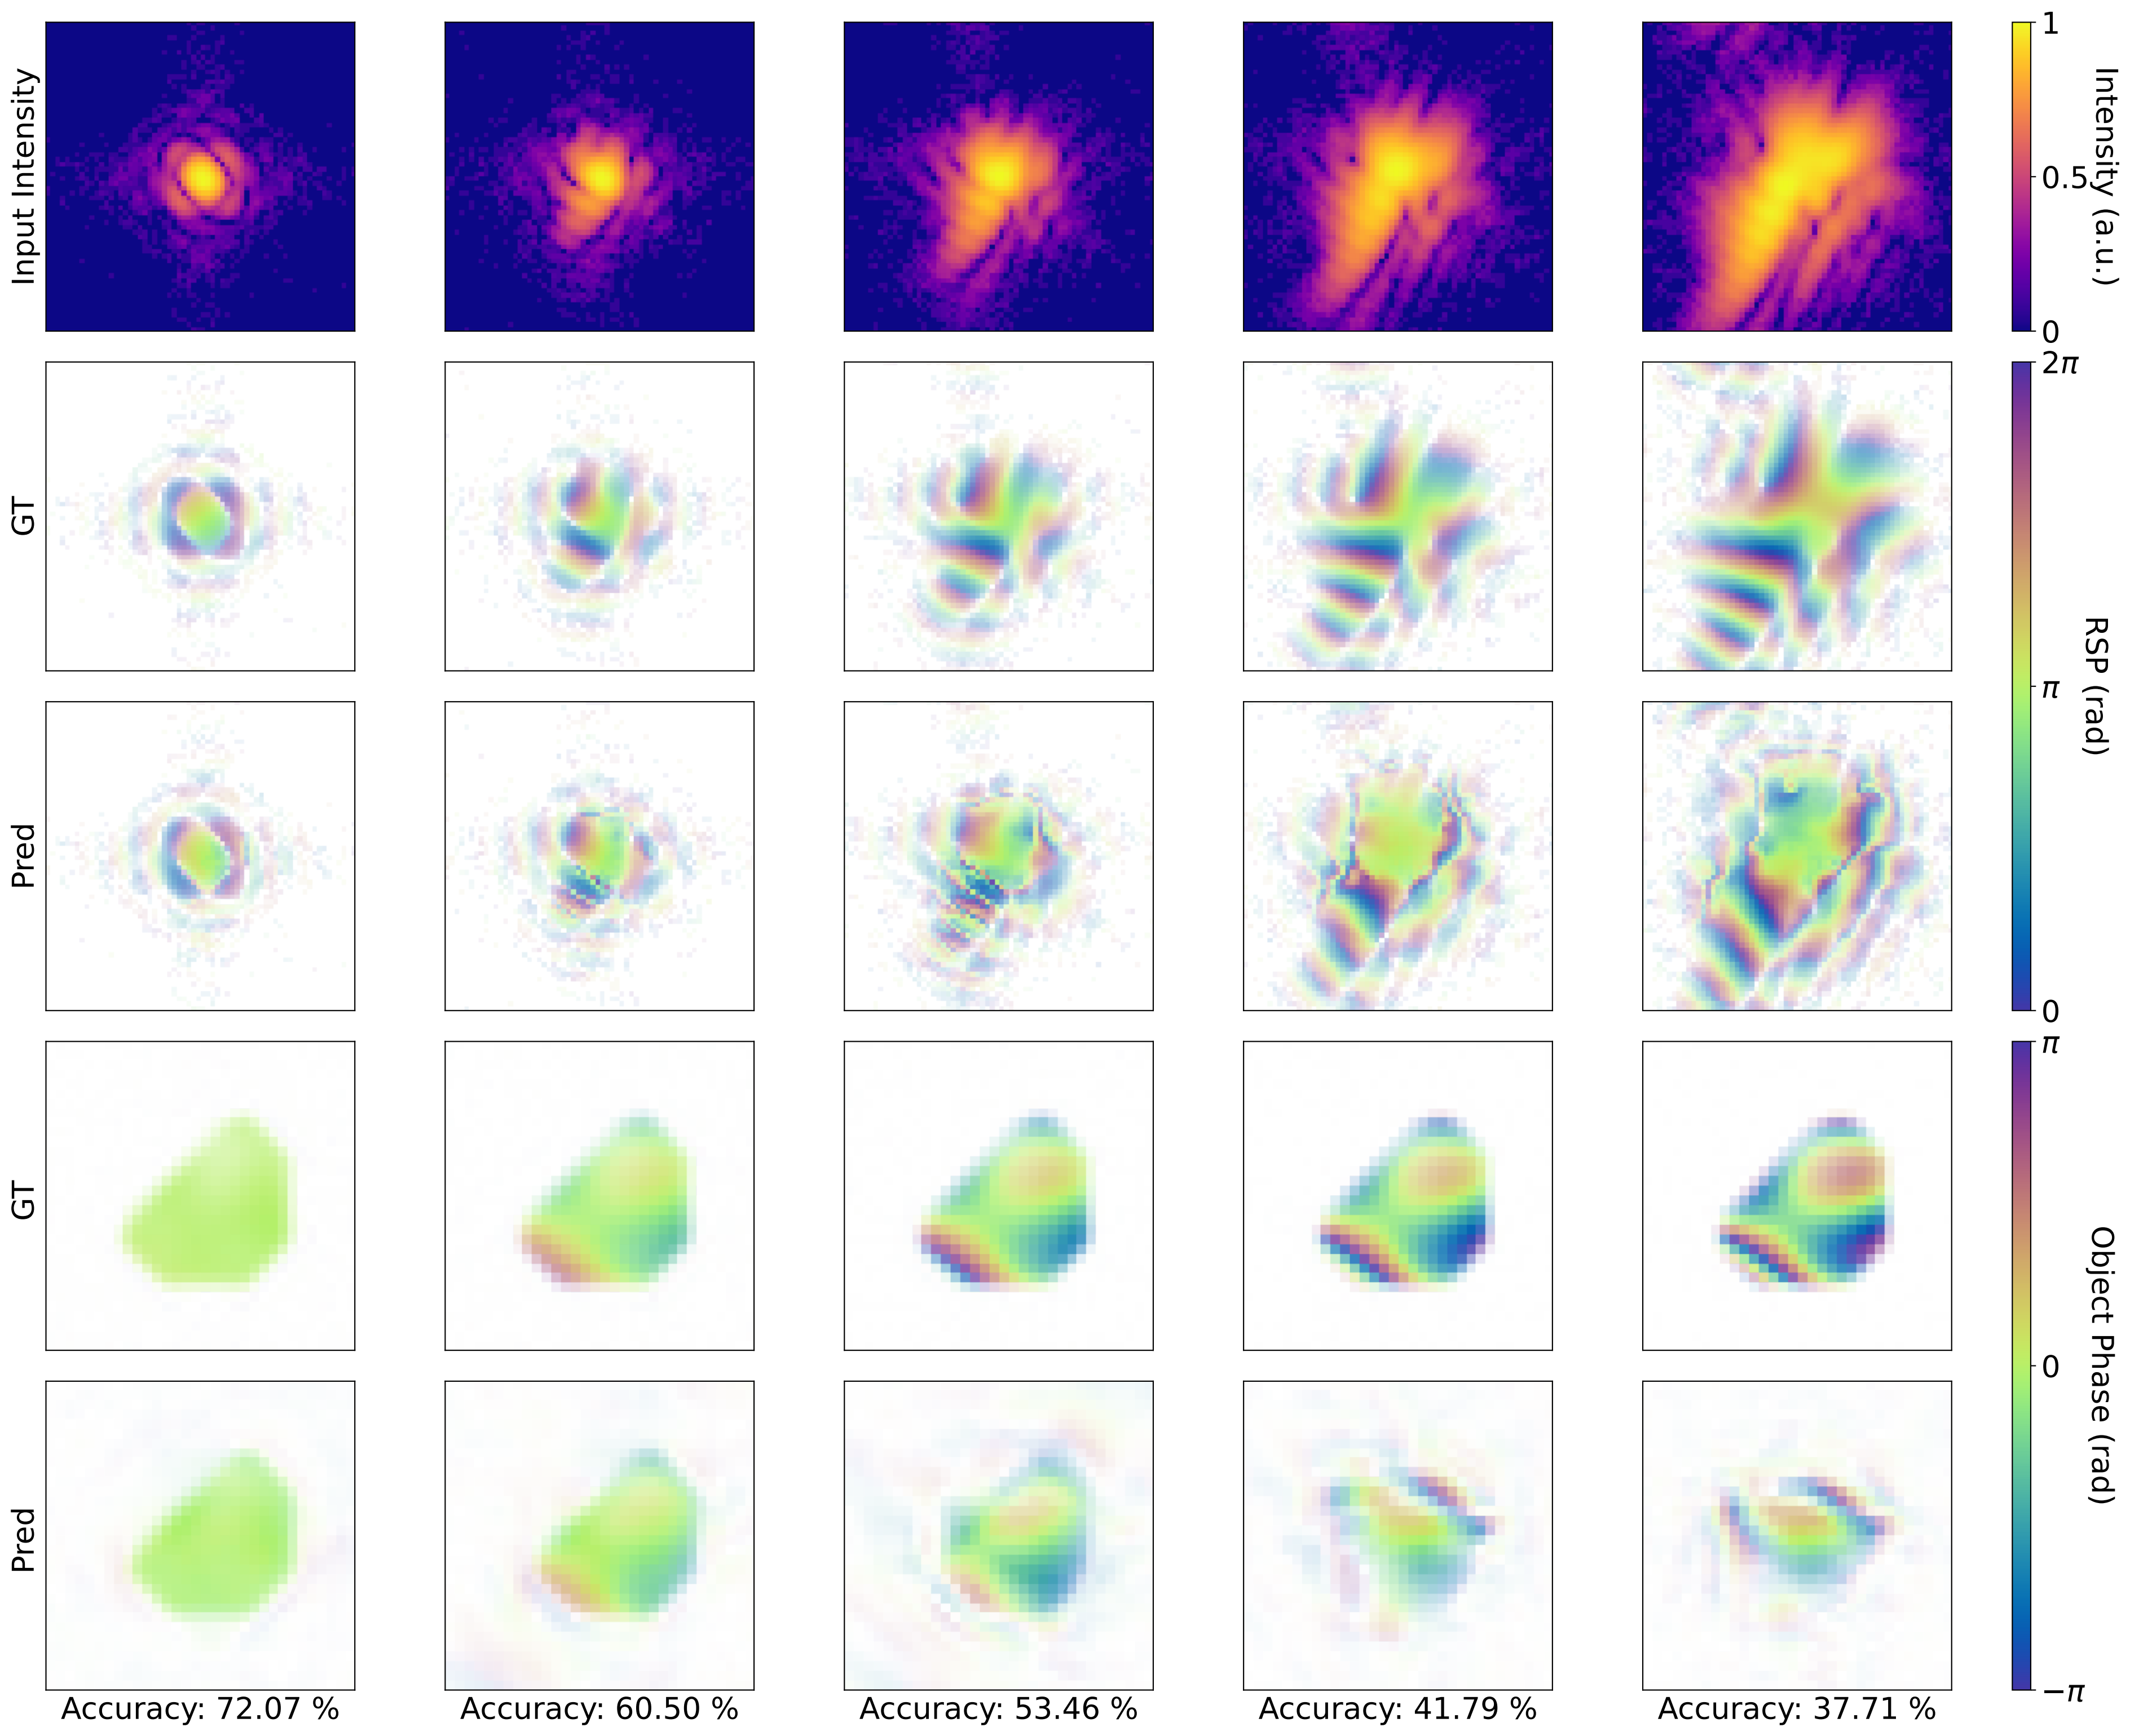 Input Intensity
1
0.5
0
Intensity (a.u.)
GT
2π
π
0
RSP (rad)
Pred
GT
π
0
−π
Object Phase (rad)
Pred
Accuracy: 72.07 %
Accuracy: 60.50 %
Accuracy: 53.46 %
Accuracy: 41.79 %
Accuracy: 37.71 %